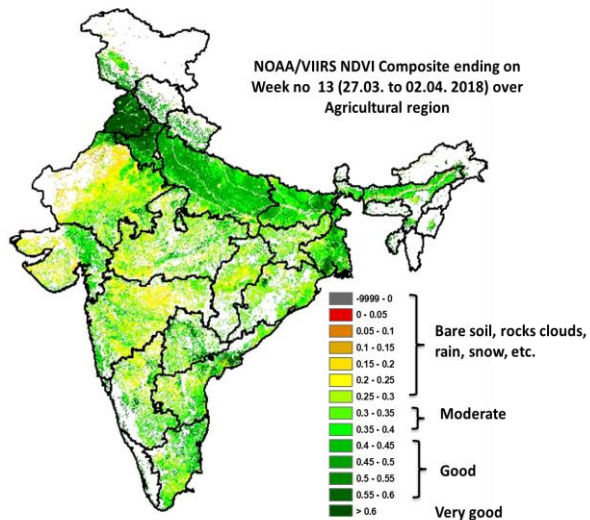 NOAA/VIIRS NDVI Composite ending on
Week no 13 (27.03. to 02.04. 2018) over
Agricultural region
-9999 - 0
0 - 0.05
0.05 - 0.1
0.1 - 0.15
0.15 - 0.2
0.2 - 0.25
0.25 - 0.3
0.3 - 0.35
0.35 - 0.4
0.4 - 0.45
0.45 - 0.5
0.5 - 0.55
0.55 - 0.6
> 0.6
Bare soil, rocks clouds,
rain, snow, etc.
Moderate
Good
Very good